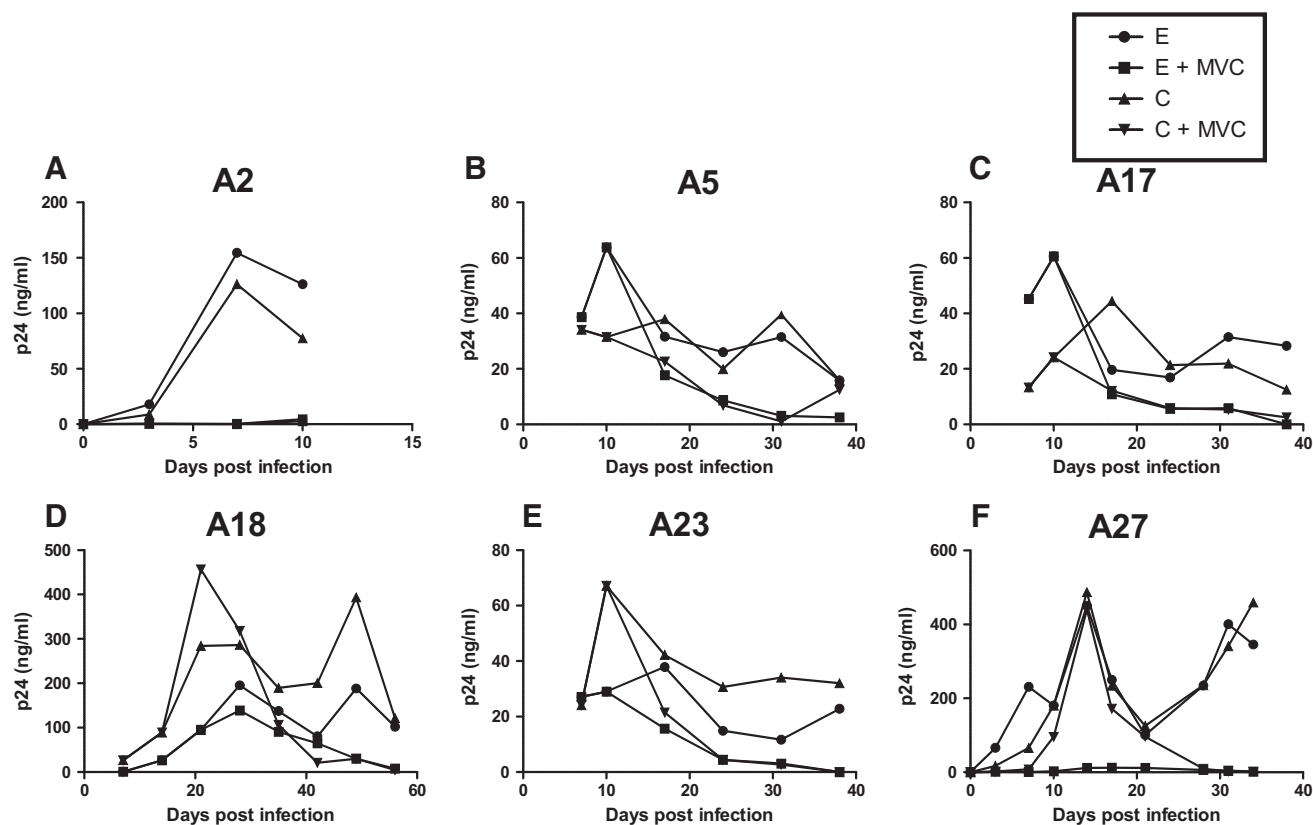 E
E + MVC
C
C + MVC
A
A2
200
150
100
50
0
p24 (ng/ml)
0 5 10 15
Days post infection
B
A5
80
60
40
20
0
p24 (ng/ml)
0 10 20 30 40
Days post infection
C
A17
80
60
40
20
0
p24 (ng/ml)
0 10 20 30 40
Days post infection
D
A18
500
400
300
200
100
0
p24 (ng/ml)
0 20 40 60
Days post infection
E
A23
80
60
40
20
0
p24 (ng/ml)
0 10 20 30 40
Days post infection
F
A27
600
400
200
0
p24 (ng/ml)
0 10 20 30 40
Days post infection